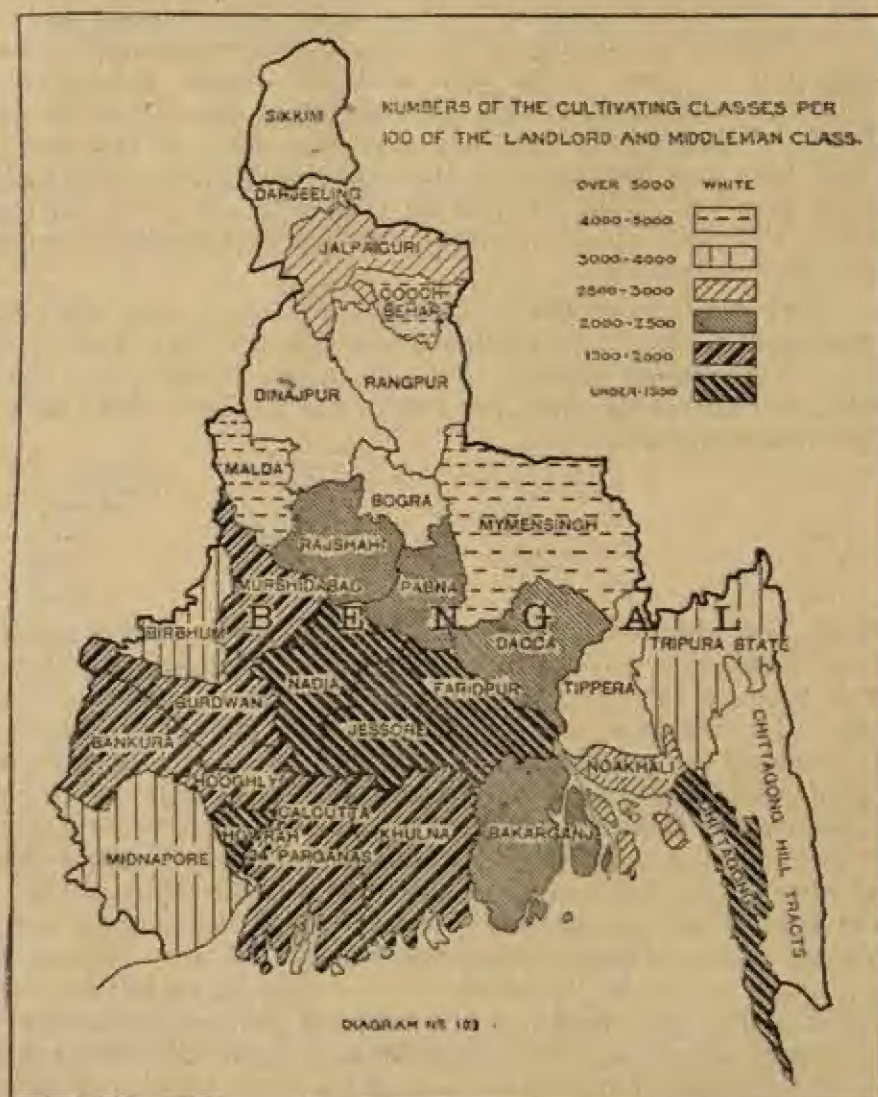 NUMBERS OF THE CULTIVATING CLASSES PER
100 OF THE LANDLORD AND MIDDLEMAN CLASS.
OVER 5000 WHITE
4000-5000
3000-4000
2500-3000
2000-2500
1500-2000
UNDER-1500
SIKKIM
DARJEELING
JALPAIGURI
COOCH
BEHAR
DINAJPUR
RANGPUR
MALDA
BOGRA
MYMENSINGH
RAJSHAHI
MURSHIDABAD
PABNA
BENGAL
BIRBHUM
DACCA
TRIPURA STATE
NADIA
FARIDPUR
TIPPERA
BURDWAN
JESSORE
BANKURA
NOAKHALI
HOOGHLY
CALCUTTA
HOWRAH
KHULNA
BAKARGANJ
MIDNAPORE
24 PARGANAS
CHITTAGONG
CHITTAGONG HILL TRACTS
DIAGRAM NO 103